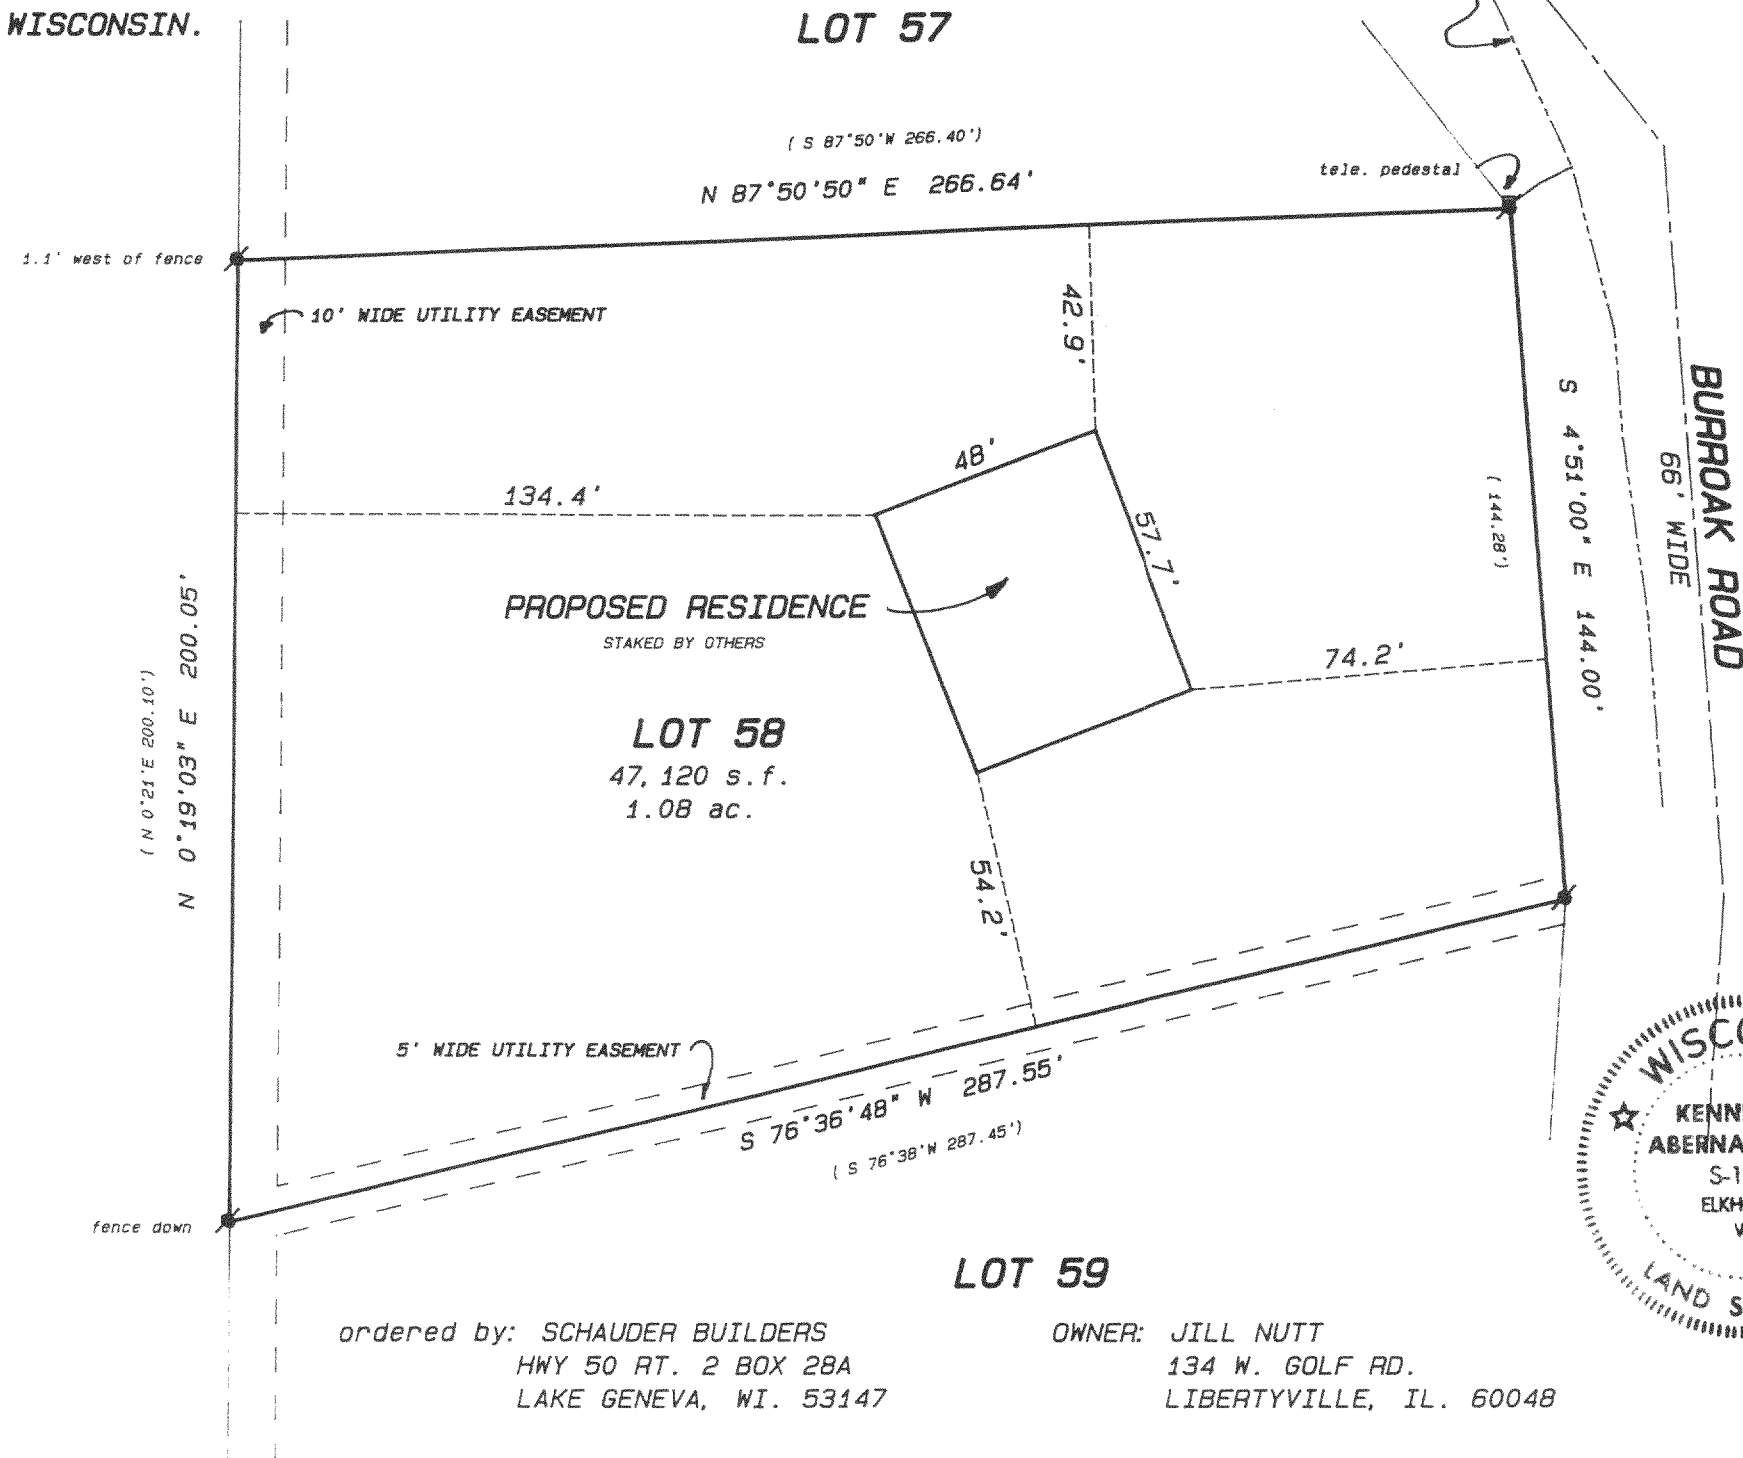 WISCONSIN.
LOT 57
( S 87°50'W 266.40')
N 87°50'50" E 266.64'
tele. pedestal
1.1' west of fence
10' WIDE UTILITY EASEMENT
42.9'
48'
134.4'
57.7'
PROPOSED RESIDENCE
STAKED BY OTHERS
74.2'
LOT 58
47,120 s.f.
1.08 ac.
54.2'
( N 0°21'E 200.10')
N 0°19'03" E 200.05'
( 144.28')
S 4°51'00" E 144.00'
66' WIDE
BURROAK ROAD
5' WIDE UTILITY EASEMENT
S 76°36'48" W 287.55'
( S 76°38'W 287.45')
fence down
LOT 59
ordered by: SCHAUDER BUILDERS
HWY 50 RT. 2 BOX 28A
LAKE GENEVA, WI. 53147
OWNER: JILL NUTT
134 W. GOLF RD.
LIBERTYVILLE, IL. 60048
WISCO
KENN
ABERNA
S-1
ELKH
LAND S